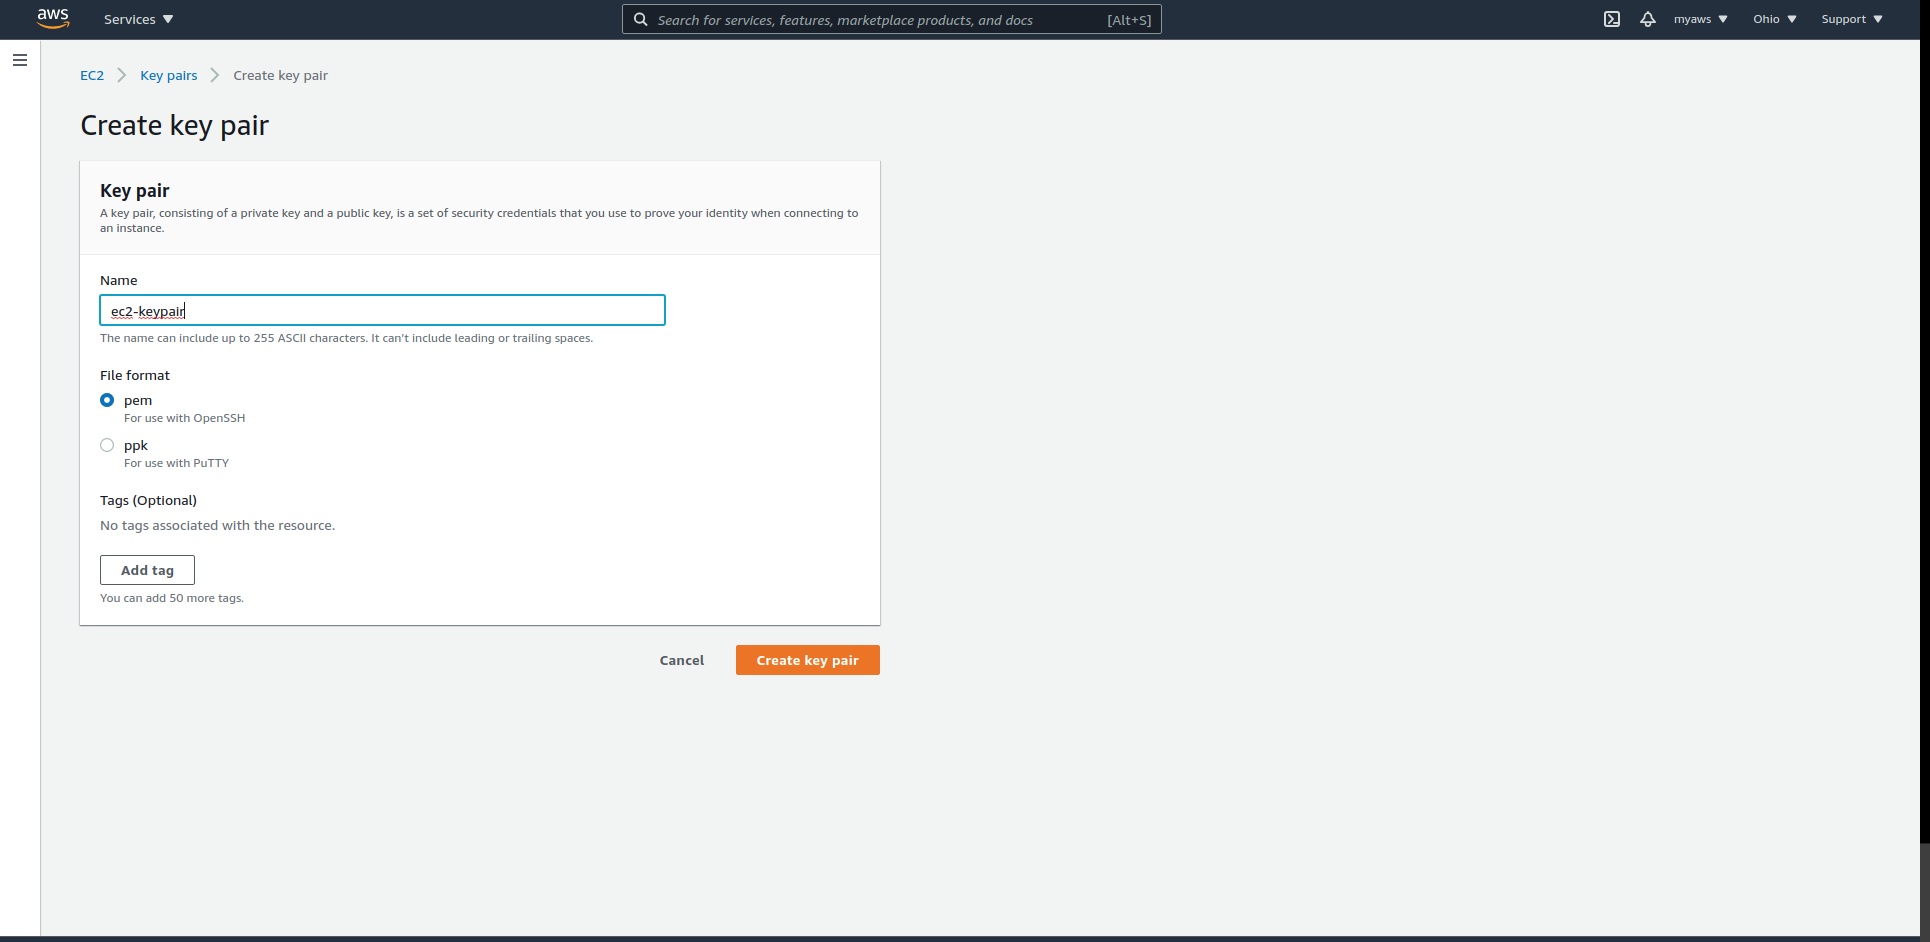 aws Services Search for services, features, marketplace products, and docs [Alt+S] myaws Ohio Support
EC2 Key pairs Create key pair
Create key pair
Key pair
A key pair, consisting of a private key and a public key, is a set of security credentials that you use to prove your identity when connecting to
an instance.
Name
ec2-keypair
The name can include up to 255 ASCII characters. It can't include leading or trailing spaces.
File format
pem
For use with OpenSSH
ppk
For use with PuTTY
Tags (Optional)
No tags associated with the resource.
Add tag
You can add 50 more tags.
Cancel Create key pair